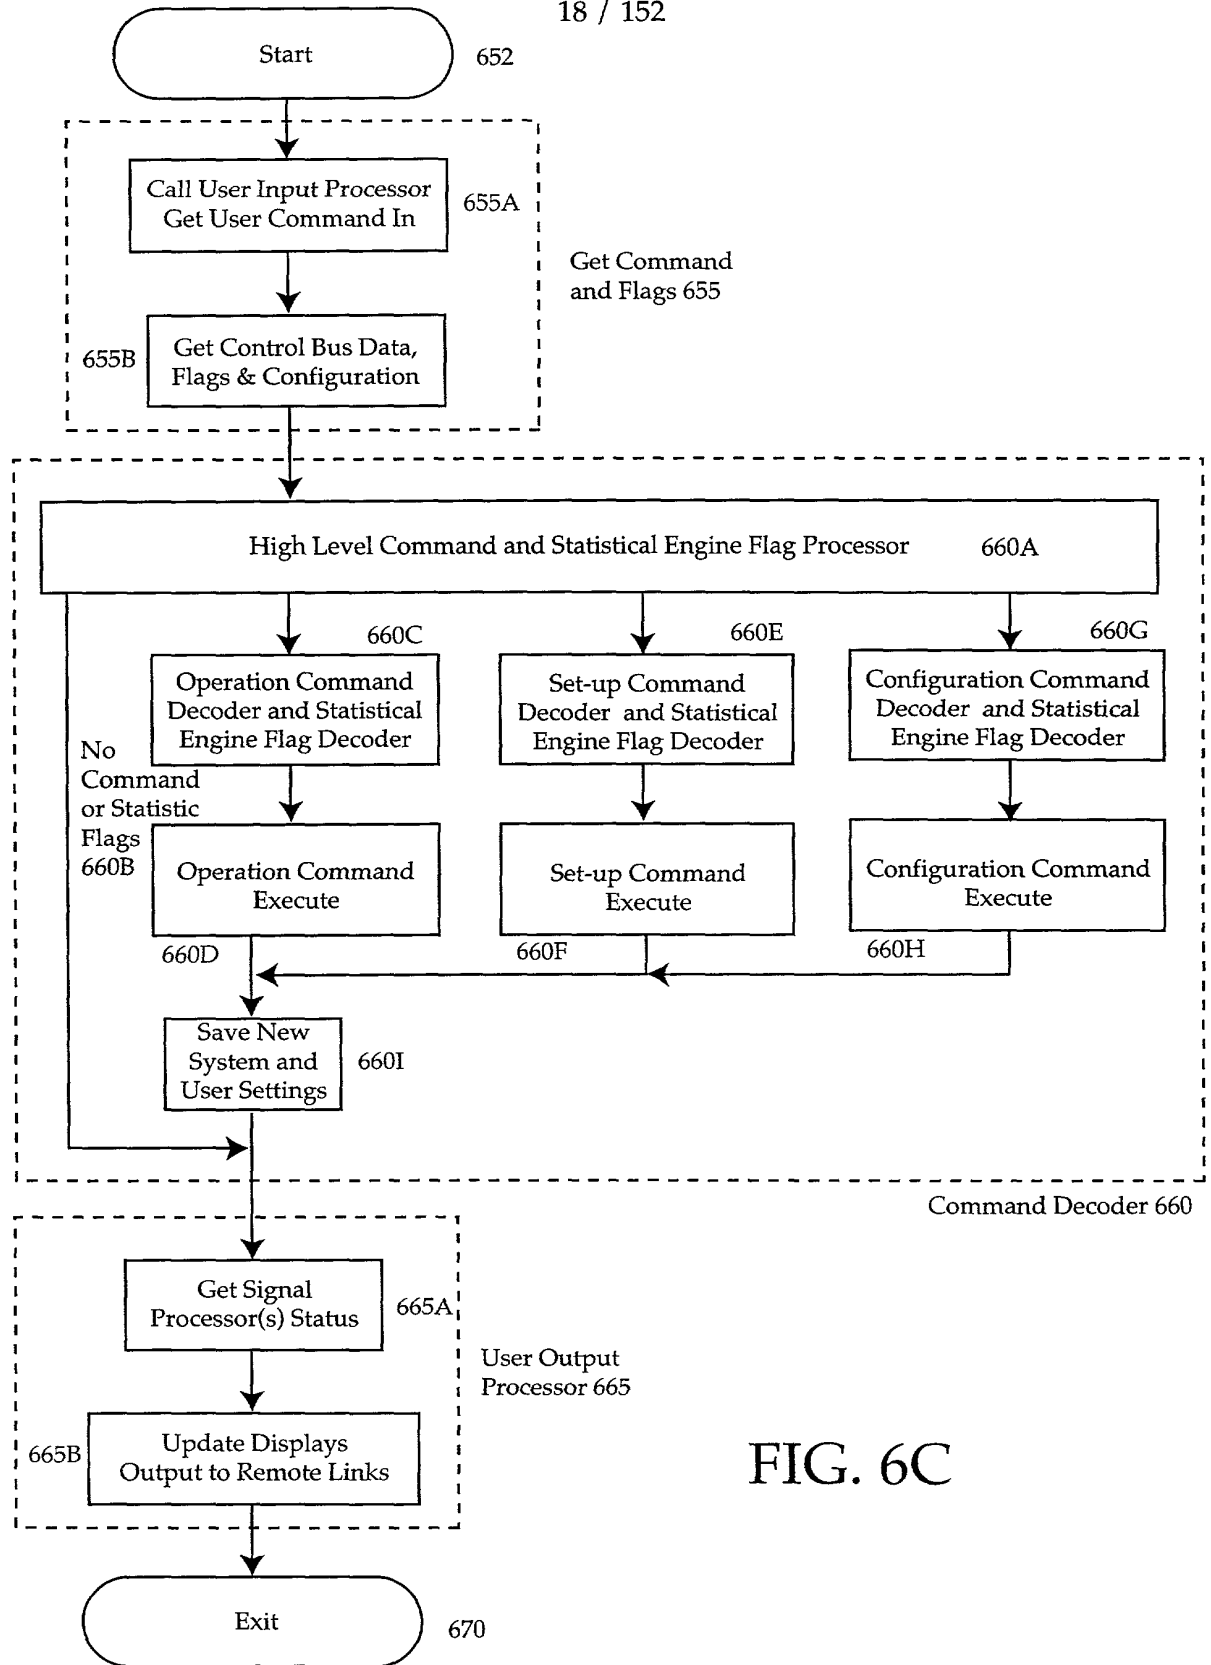 18 / 152
Start
652
Call User Input Processor
Get User Command In
655A
Get Command
and Flags 655
655B
Get Control Bus Data,
Flags & Configuration
High Level Command and Statistical Engine Flag Processor
660A
660C
660E
660G
Operation Command
Decoder and Statistical
Engine Flag Decoder
Set-up Command
Decoder and Statistical
Engine Flag Decoder
Configuration Command
Decoder and Statistical
Engine Flag Decoder
No
Command
or Statistic
Flags
660B
Operation Command
Execute
Set-up Command
Execute
Configuration Command
Execute
660D
660F
660H
Save New
System and
User Settings
660I
Command Decoder 660
Get Signal
Processor(s) Status
665A
User Output
Processor 665
665B
Update Displays
Output to Remote Links
FIG. 6C
Exit
670